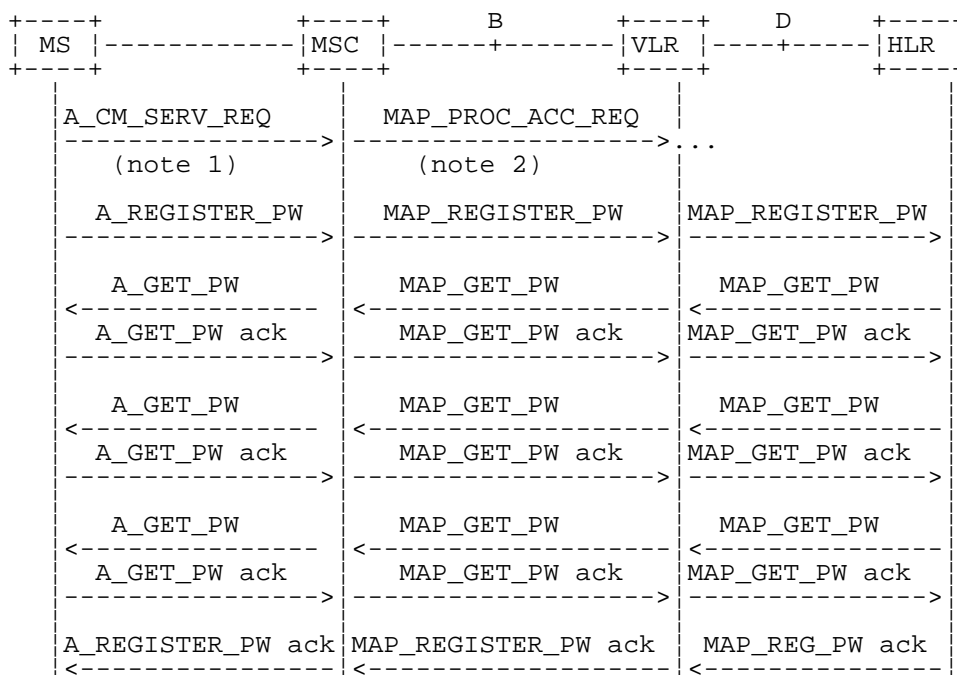 B D
MS MSC VLR HLR
A_CM_SERV_REQ MAP_PROC_ACC_REQ
...
(note 1) (note 2)
A_REGISTER_PW MAP_REGISTER_PW MAP_REGISTER_PW
A_GET_PW MAP_GET_PW MAP_GET_PW
A_GET_PW ack MAP_GET_PW ack MAP_GET_PW ack
A_GET_PW MAP_GET_PW MAP_GET_PW
A_GET_PW ack MAP_GET_PW ack MAP_GET_PW ack
A_GET_PW MAP_GET_PW MAP_GET_PW
A_GET_PW ack MAP_GET_PW ack MAP_GET_PW ack
A_REGISTER_PW ack MAP_REGISTER_PW ack MAP_REG_PW ack